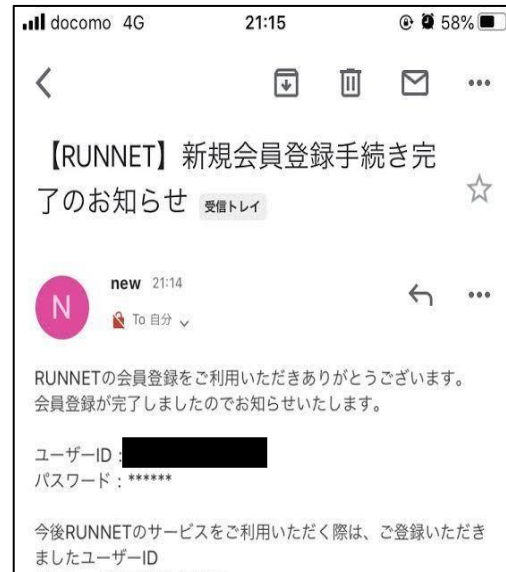 docomo 4G 21:15 58%
【RUNNET】新規会員登録手続き完
了のお知らせ 受信トレイ
N
new 21:14
To 自分
RUNNETの会員登録をご利用いただきありがとうございます。
会員登録が完了しましたのでお知らせいたします。
ユーザーID：
パスワード：******
今後RUNNETのサービスをご利用いただく際は、ご登録いただき
ましたユーザーID